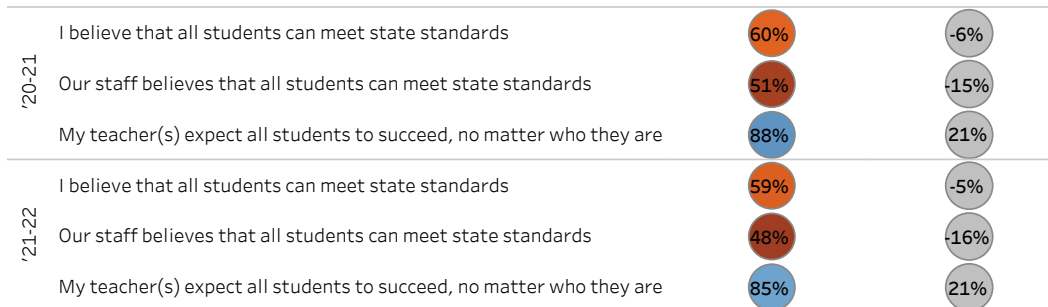 '20-21
I believe that all students can meet state standards 60% -6%
Our staff believes that all students can meet state standards 51% -15%
My teacher(s) expect all students to succeed, no matter who they are 88% 21%
'21-22
I believe that all students can meet state standards 59% -5%
Our staff believes that all students can meet state standards 48% -16%
My teacher(s) expect all students to succeed, no matter who they are 85% 21%